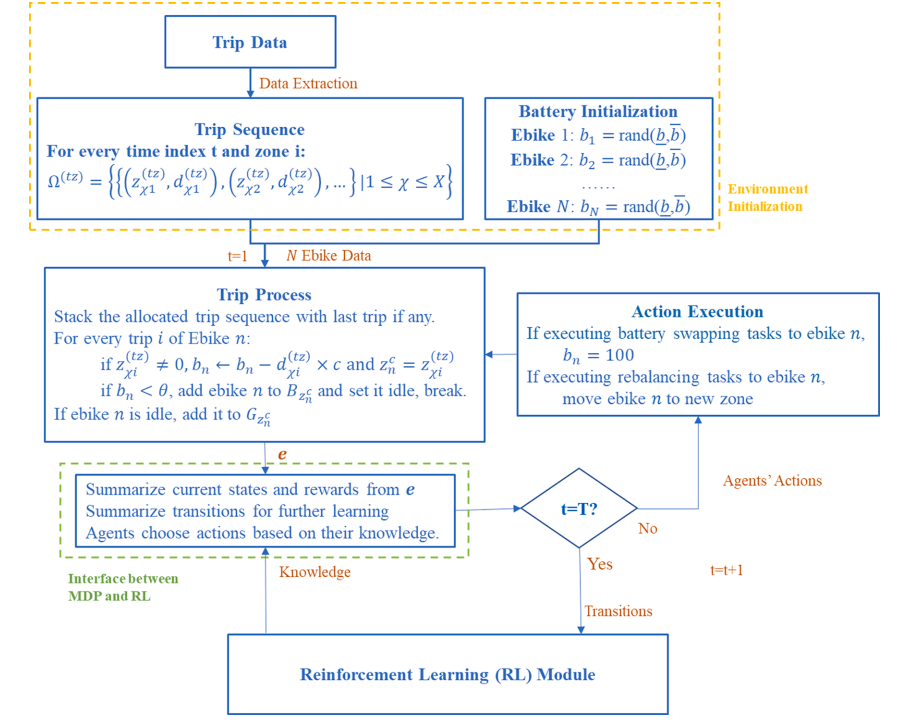 Trip Data
Data Extraction
Trip Sequence
For every time index t and zone i:
Ω^(tz) = {{(z_χ1^(tz), d_χ1^(tz)), (z_χ2^(tz), d_χ2^(tz)), …} |1 ≤ χ ≤ X}
Battery Initialization
Ebike 1: b₁ = rand(b̲,b̅)
Ebike 2: b₂ = rand(b̲,b̅)
……
Ebike N: b_N = rand(b̲,b̅)
Environment
Initialization
t=1
N Ebike Data
Trip Process
Stack the allocated trip sequence with last trip if any.
For every trip i of Ebike n:
if z_χi^(tz) ≠ 0, b_n ← b_n − d_χi^(tz) × c and z_n^c = z_χi^(tz)
if b_n < θ, add ebike n to B_{z_n^c} and set it idle, break.
If ebike n is idle, add it to G_{z_n^c}
Action Execution
If executing battery swapping tasks to ebike n,
b_n = 100
If executing rebalancing tasks to ebike n,
move ebike n to new zone
e
Summarize current states and rewards from e
Summarize transitions for further learning
Agents choose actions based on their knowledge.
t=T?
Agents' Actions
No
Yes
t=t+1
Interface between
MDP and RL
Knowledge
Transitions
Reinforcement Learning (RL) Module